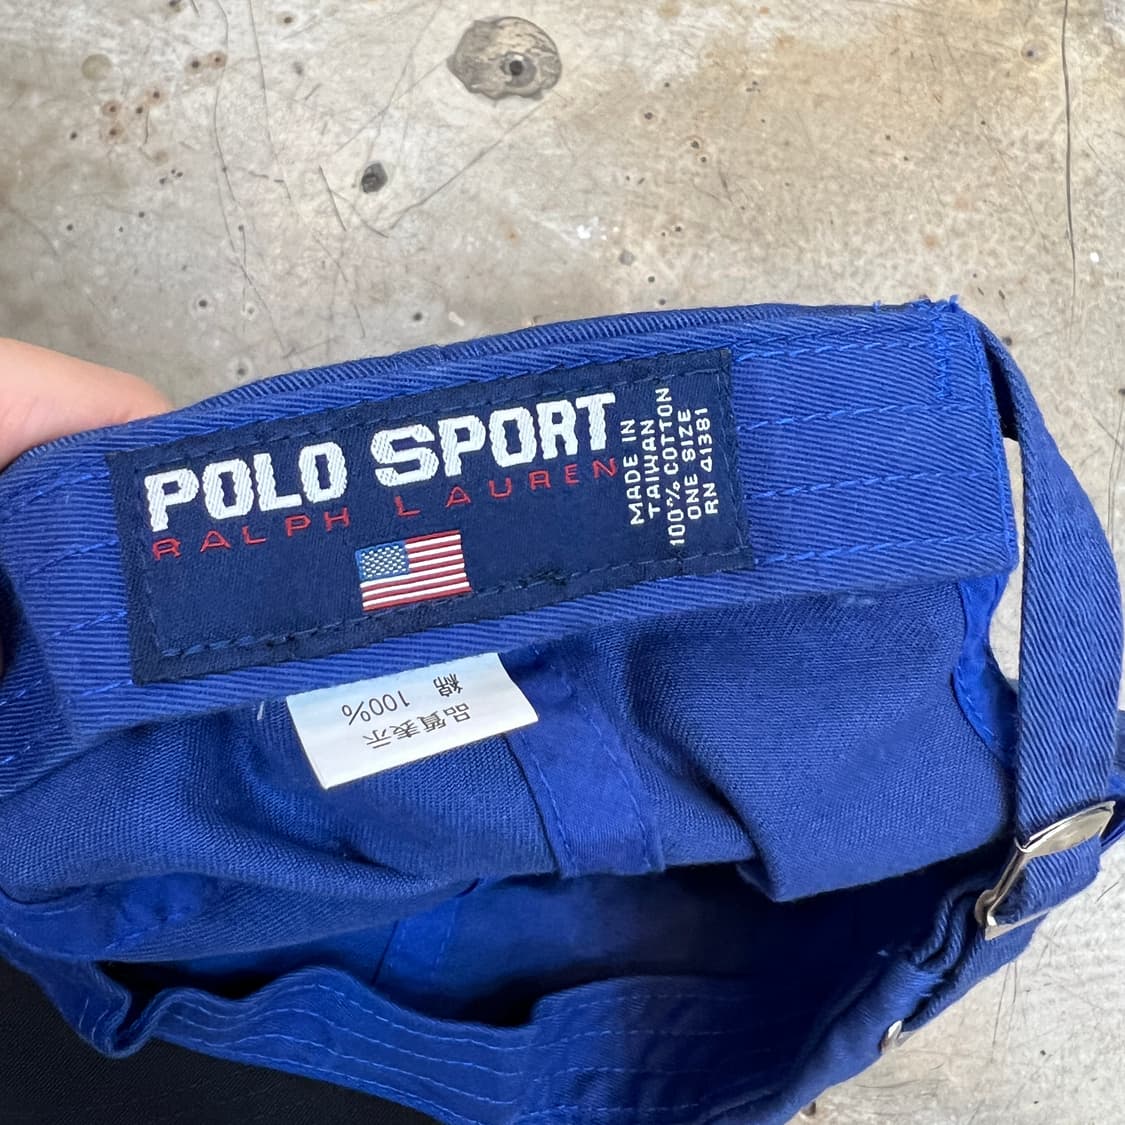 POLO SPORT
RALPH LAUREN
MADE IN
TAIWAN
100% COTTON
ONE SIZE
RN 41381
品質表示
綿 100%